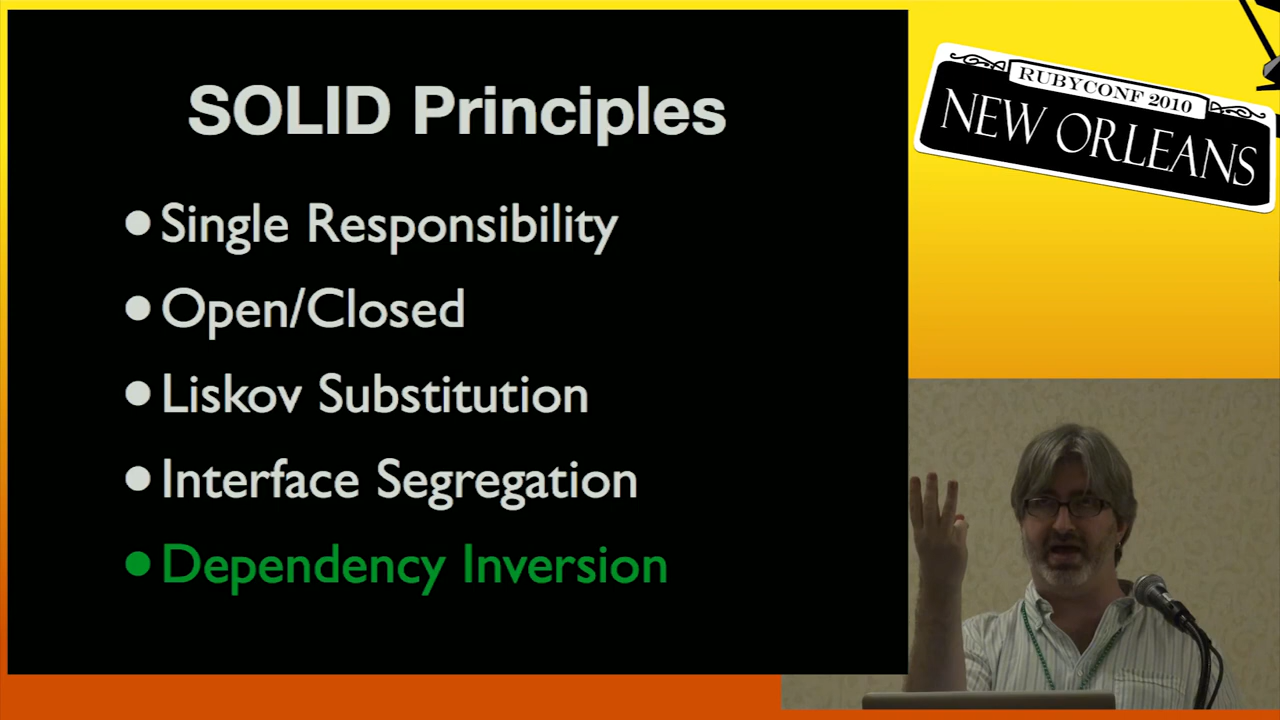 SOLID Principles
• Single Responsibility
• Open/Closed
• Liskov Substitution
• Interface Segregation
• Dependency Inversion
RUBYCONF 2010
NEW ORLEANS